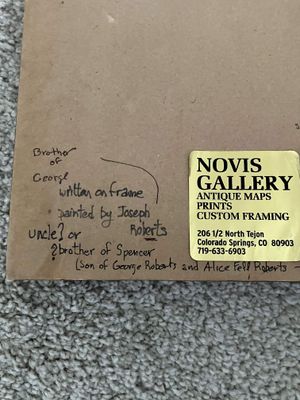 Brother
of
George
written on frame
painted by Joseph
Roberts
uncle? or
? brother of Spencer
(son of George Roberts and Alice Fell Roberts -
NOVIS
GALLERY
ANTIQUE MAPS
PRINTS
CUSTOM FRAMING
206 1/2 North Tejon
Colorado Springs, CO 80903
719-633-6903